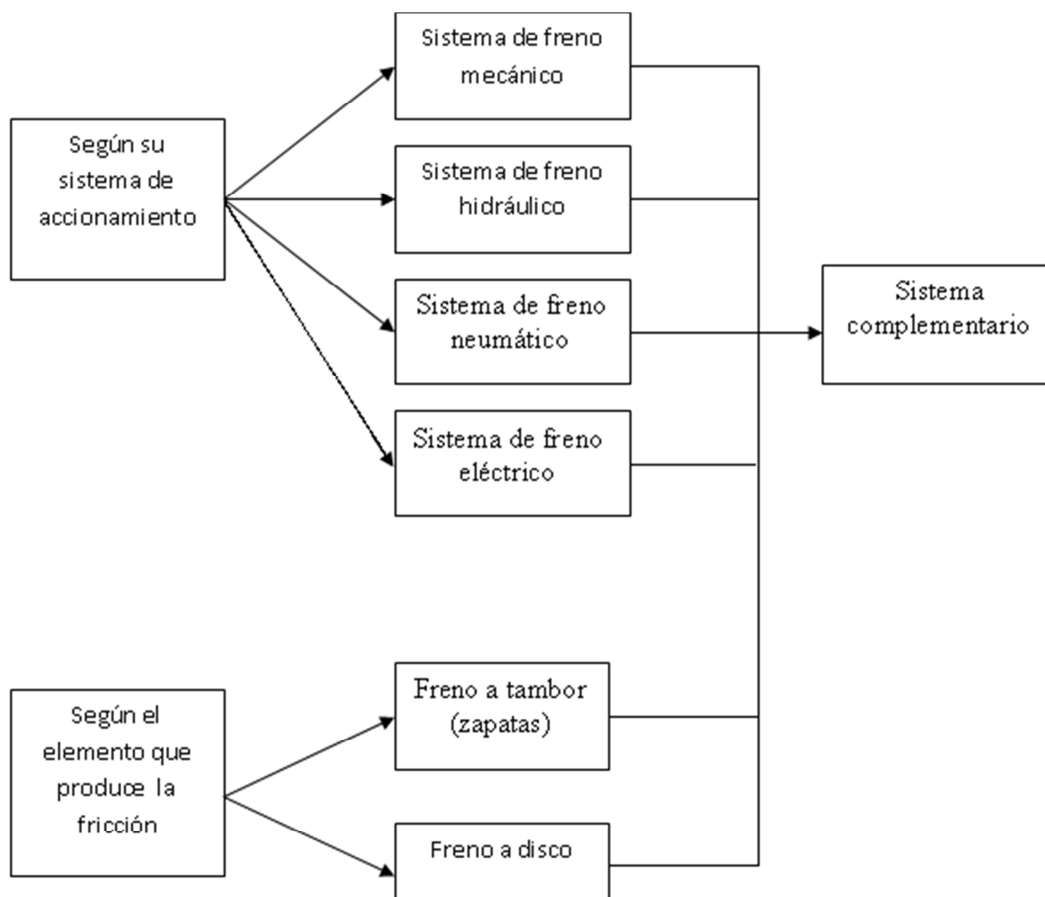 Sistema de freno
mecánico
Según su
sistema de
accionamiento
Sistema de freno
hidráulico
Sistema de freno
neumático
Sistema
complementario
Sistema de freno
eléctrico
Según el
elemento que
produce la
fricción
Freno a tambor
(zapatas)
Freno a disco